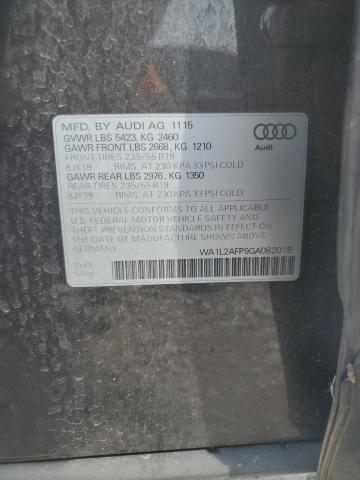 MFD. BY AUDI AG 11 15
GVWR LBS 5423, KG 2460
GAWR FRONT LBS 2668, KG 1210
FRONT TIRES 235/55 R19
8JX19 RIMS, AT 230 KPA 33 PSI COLD
GAWR REAR LBS 2976, KG 1350
REAR TIRES 235/55 R19
8JX19 RIMS, AT 230 KPA 33 PSI COLD
Audi
THIS VEHICLE CONFORMS TO ALL APPLICABLE
U.S. FEDERAL MOTOR VEHICLE SAFETY AND
THEFT PREVENTION STANDARDS IN EFFECT ON
THE DATE OF MANUFACTURE SHOWN ABOVE.
GERMANY WA1L2AFP9GA082018
TYPE:
MPV